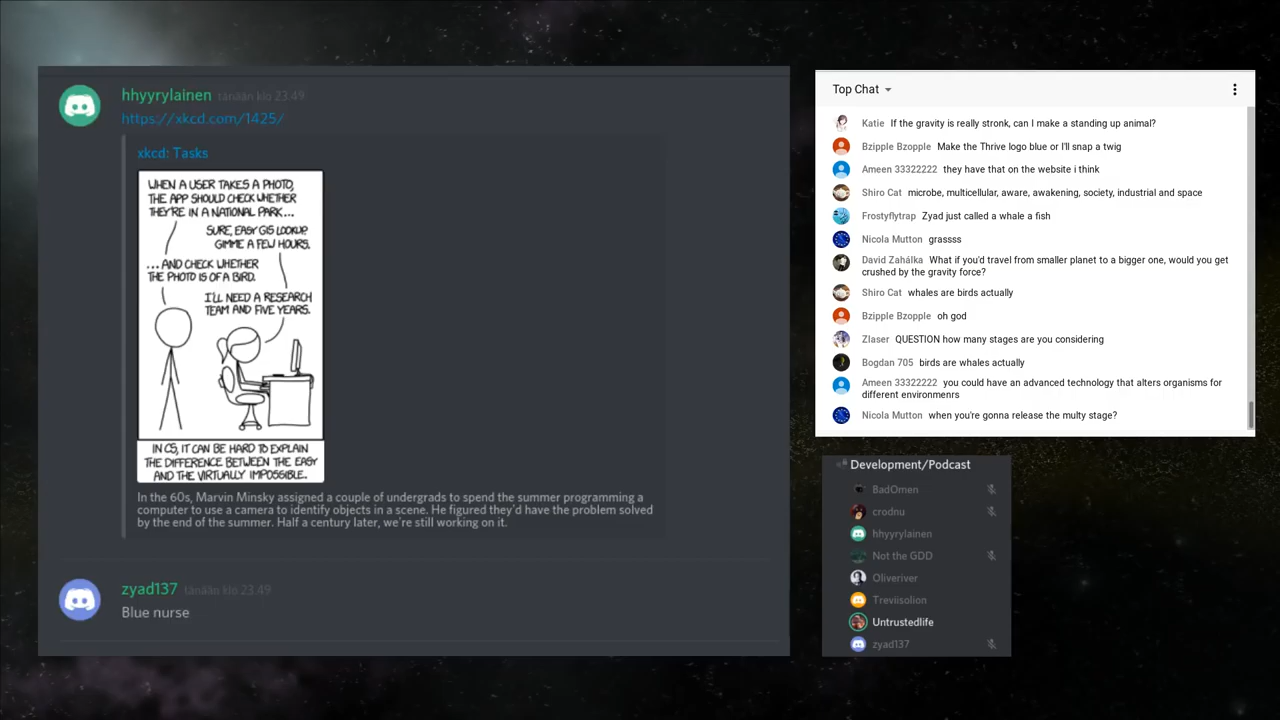 hhyyrylainen tänään klo 23.49
https://xkcd.com/1425/
xkcd: Tasks
WHEN A USER TAKES A PHOTO,
THE APP SHOULD CHECK WHETHER
THEY'RE IN A NATIONAL PARK...
SURE, EASY GIS LOOKUP.
GIMME A FEW HOURS.
...AND CHECK WHETHER
THE PHOTO IS OF A BIRD.
I'LL NEED A RESEARCH
TEAM AND FIVE YEARS.
IN CS, IT CAN BE HARD TO EXPLAIN
THE DIFFERENCE BETWEEN THE EASY
AND THE VIRTUALLY IMPOSSIBLE.
In the 60s, Marvin Minsky assigned a couple of undergrads to spend the summer programming a
computer to use a camera to identify objects in a scene. He figured they'd have the problem solved
by the end of the summer. Half a century later, we're still working on it.
zyad137 tänään klo 23.49
Blue nurse
Top Chat
Katie If the gravity is really stronk, can I make a standing up animal?
Bzipple Bzopple Make the Thrive logo blue or I'll snap a twig
Ameen 33322222 they have that on the website i think
Shiro Cat microbe, multicellular, aware, awakening, society, industrial and space
Frostyflytrap Zyad just called a whale a fish
Nicola Mutton grassss
David Zahálka What if you'd travel from smaller planet to a bigger one, would you get
crushed by the gravity force?
Shiro Cat whales are birds actually
Bzipple Bzopple oh god
Zlaser QUESTION how many stages are you considering
Bogdan 705 birds are whales actually
Ameen 33322222 you could have an advanced technology that alters organisms for
different environmenrs
Nicola Mutton when you're gonna release the multy stage?
Development/Podcast
BadOmen
crodnu
hhyyrylainen
Not the GDD
Oliveriver
Treviisolion
Untrustedlife
zyad137